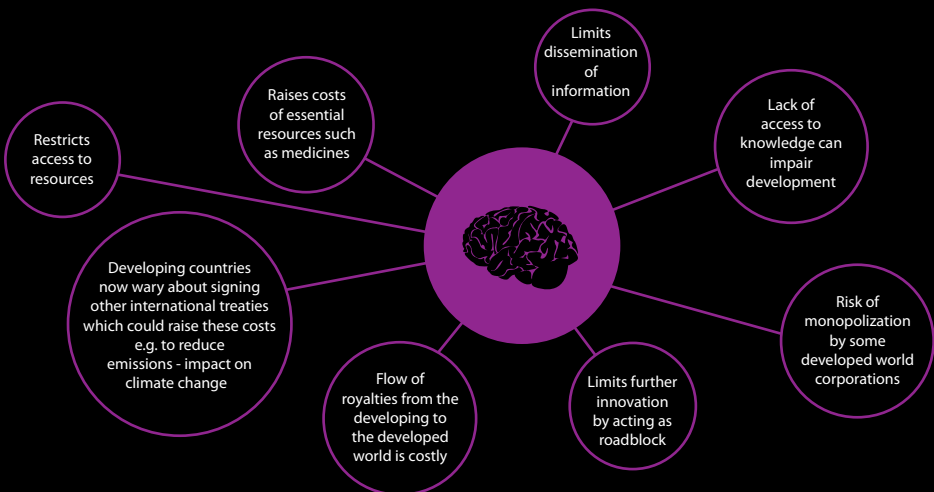 Limits
dissemination
of
information
Raises costs
of essential
resources such
as medicines
Lack of
access to
knowledge can
impair
development
Restricts
access to
resources
Developing countries
now wary about signing
other international treaties
which could raise these costs
e.g. to reduce
emissions - impact on
climate change
Risk of
monopolization
by some
developed world
corporations
Flow of
royalties from the
developing to
the developed
world is costly
Limits further
innovation
by acting as
roadblock